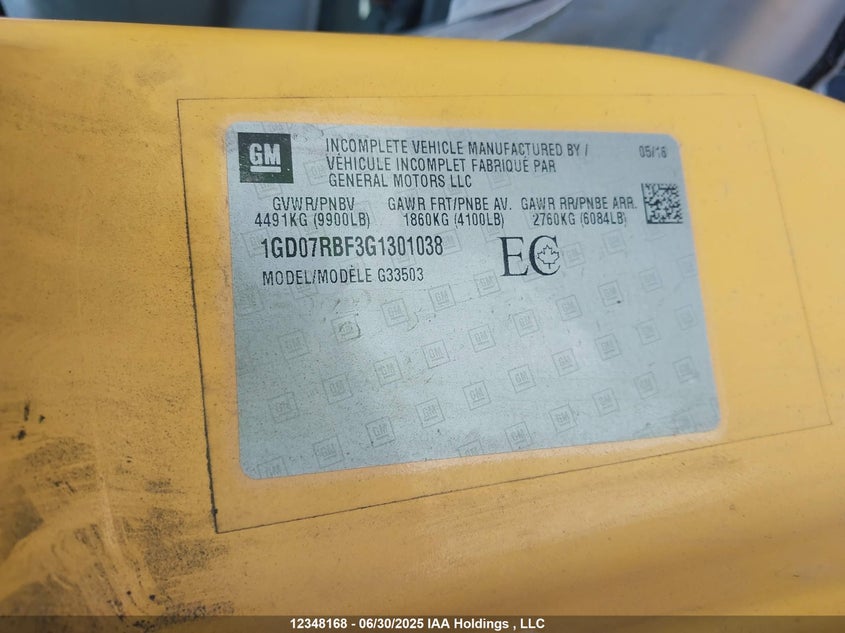 GM
INCOMPLETE VEHICLE MANUFACTURED BY / 05/16
VÉHICULE INCOMPLET FABRIQUÉ PAR
GENERAL MOTORS LLC
GVWR/PNBV GAWR FRT/PNBE AV. GAWR RR/PNBE ARR.
4491KG (9900LB) 1860KG (4100LB) 2760KG (6084LB)
1GD07RBF3G1301038 EC
MODEL/MODÈLE G33503
12348168 - 06/30/2025 IAA Holdings , LLC